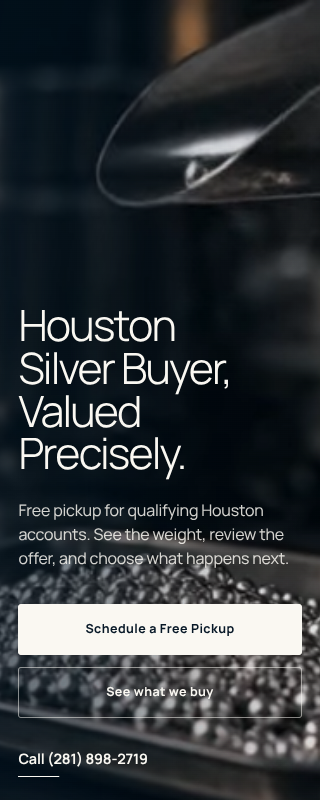 Houston
Silver Buyer,
Valued
Precisely.
Free pickup for qualifying Houston
accounts. See the weight, review the
offer, and choose what happens next.
Schedule a Free Pickup
See what we buy
Call (281) 898-2719